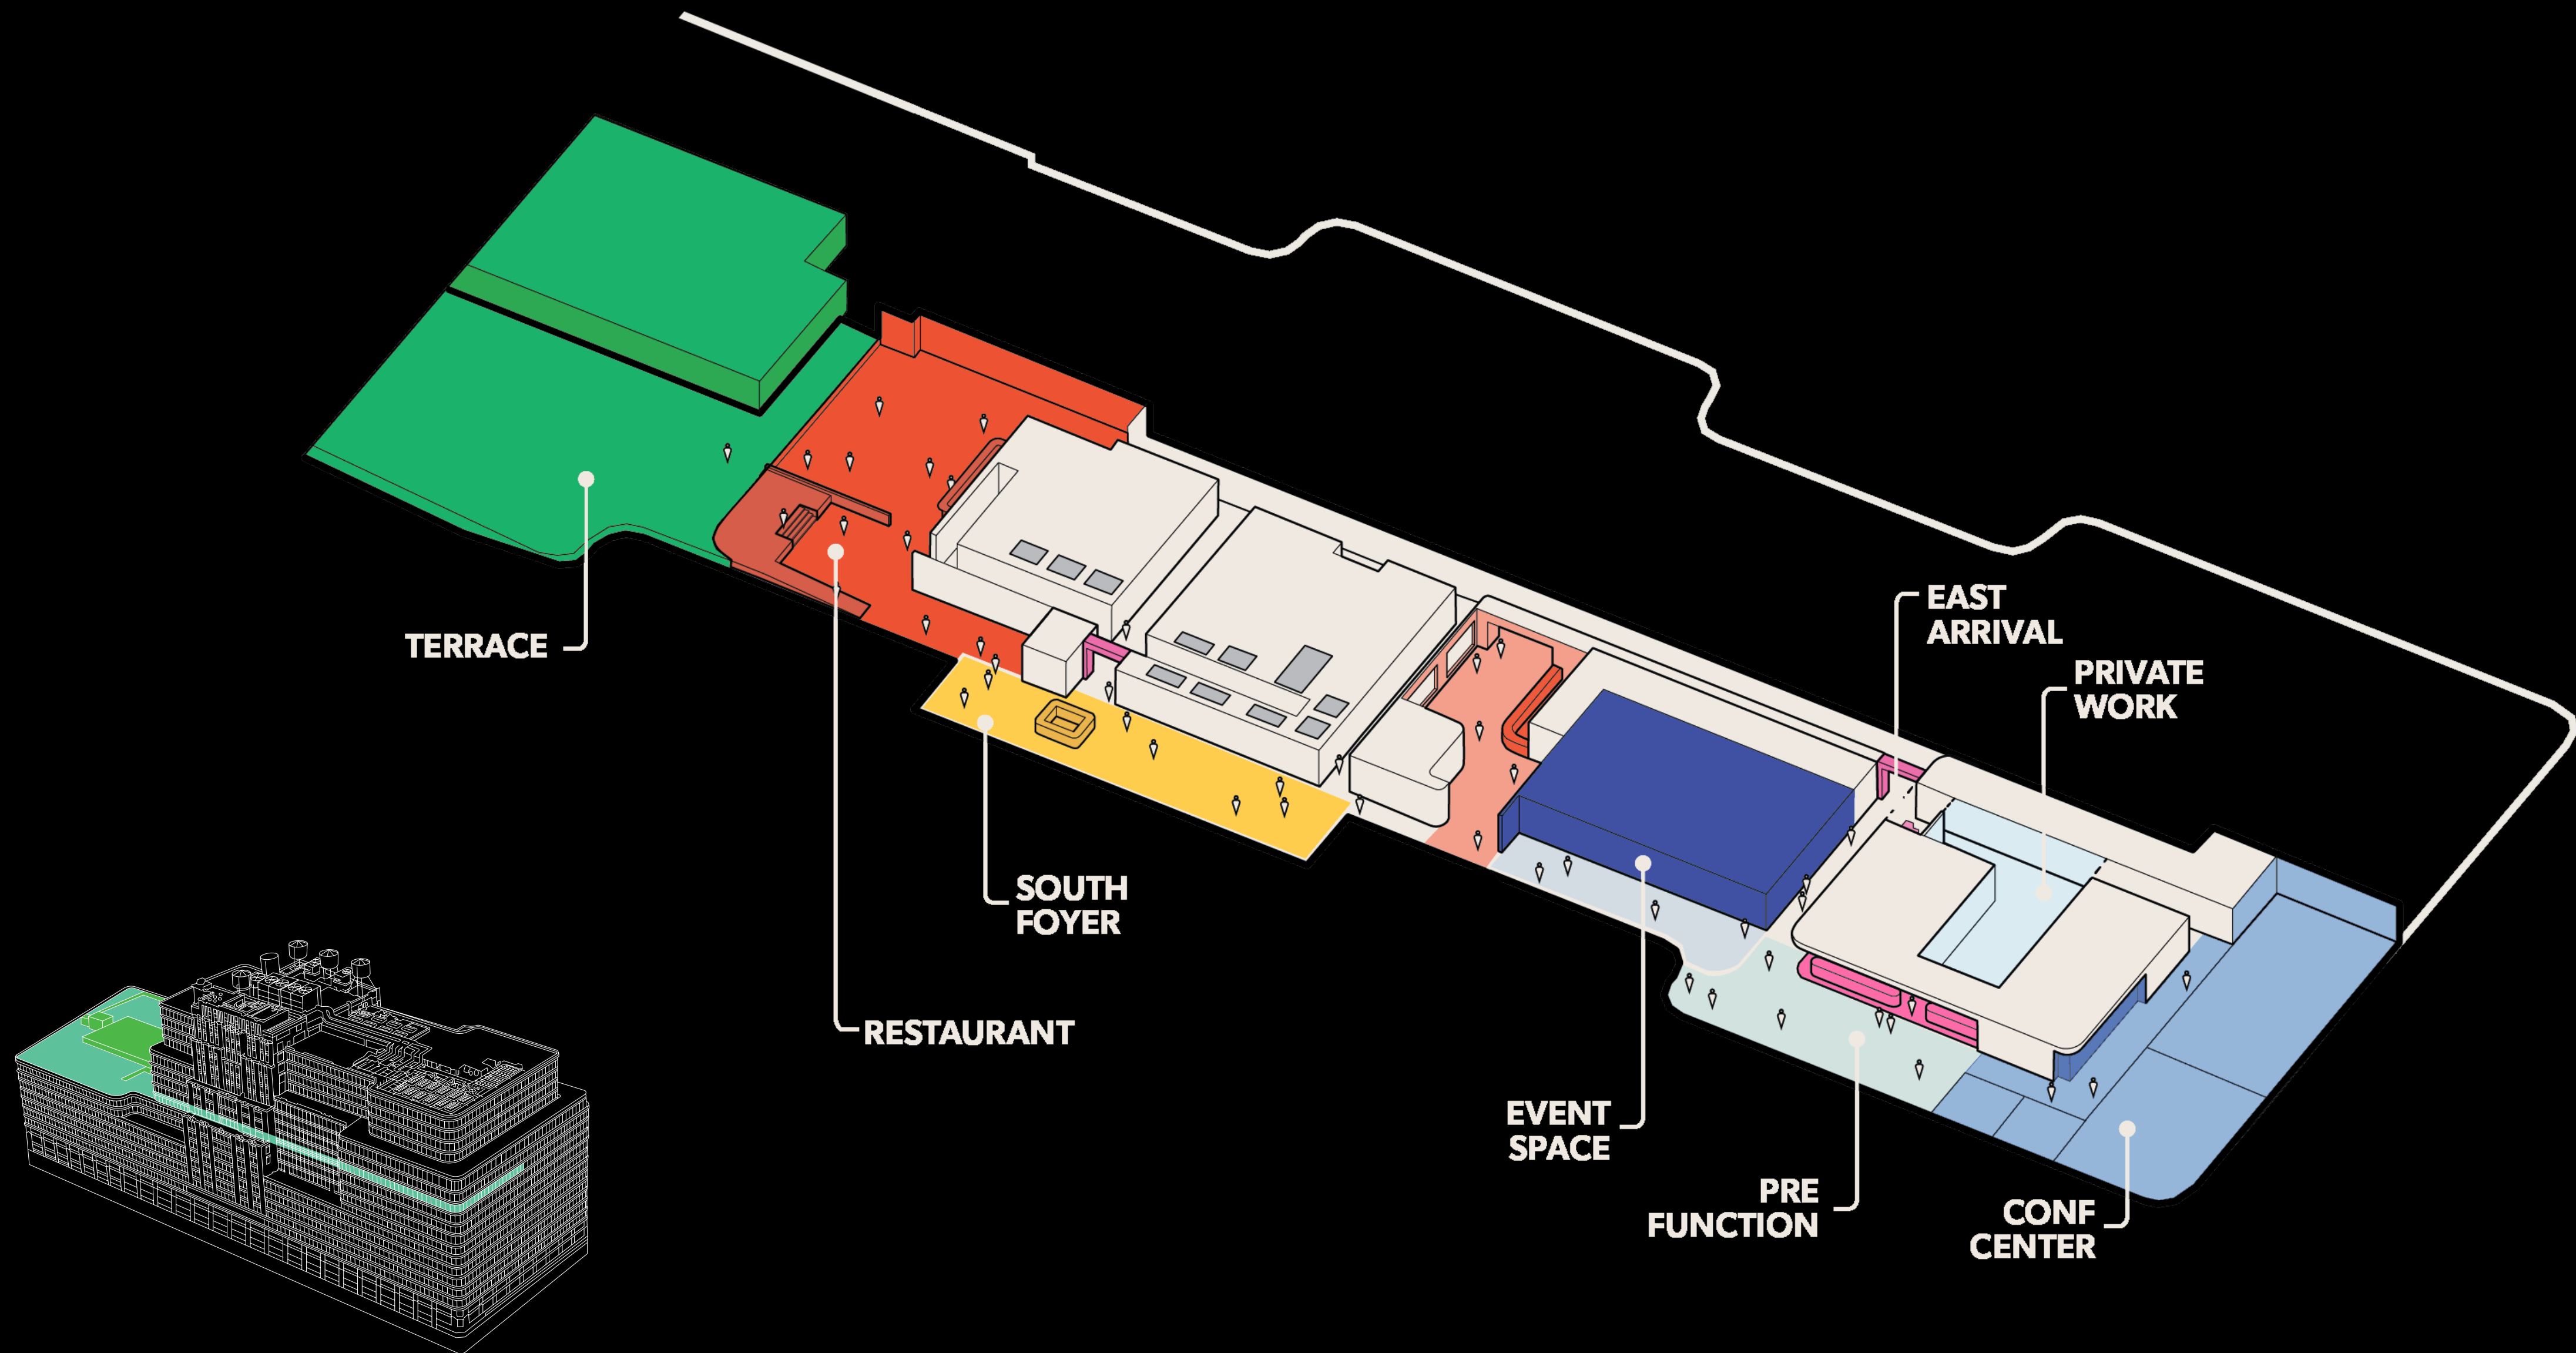 EAST
ARRIVAL
TERRACE
PRIVATE
WORK
SOUTH
FOYER
RESTAURANT
EVENT
SPACE
PRE
FUNCTION
CONF
CENTER